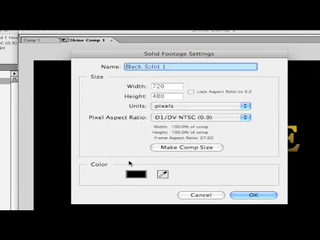 Comp 1
Shine Comp 1
Solid Footage Settings
Name: Black Solid 1
Size
Width: 720
Height: 480
Lock Aspect Ratio to 3:2
Units: pixels
Pixel Aspect Ratio: D1/DV NTSC (0.9)
Width: 100.0% of comp
Height: 100.0% of comp
Frame Aspect Ratio: 27:20
Make Comp Size
Color
Cancel
OK
E